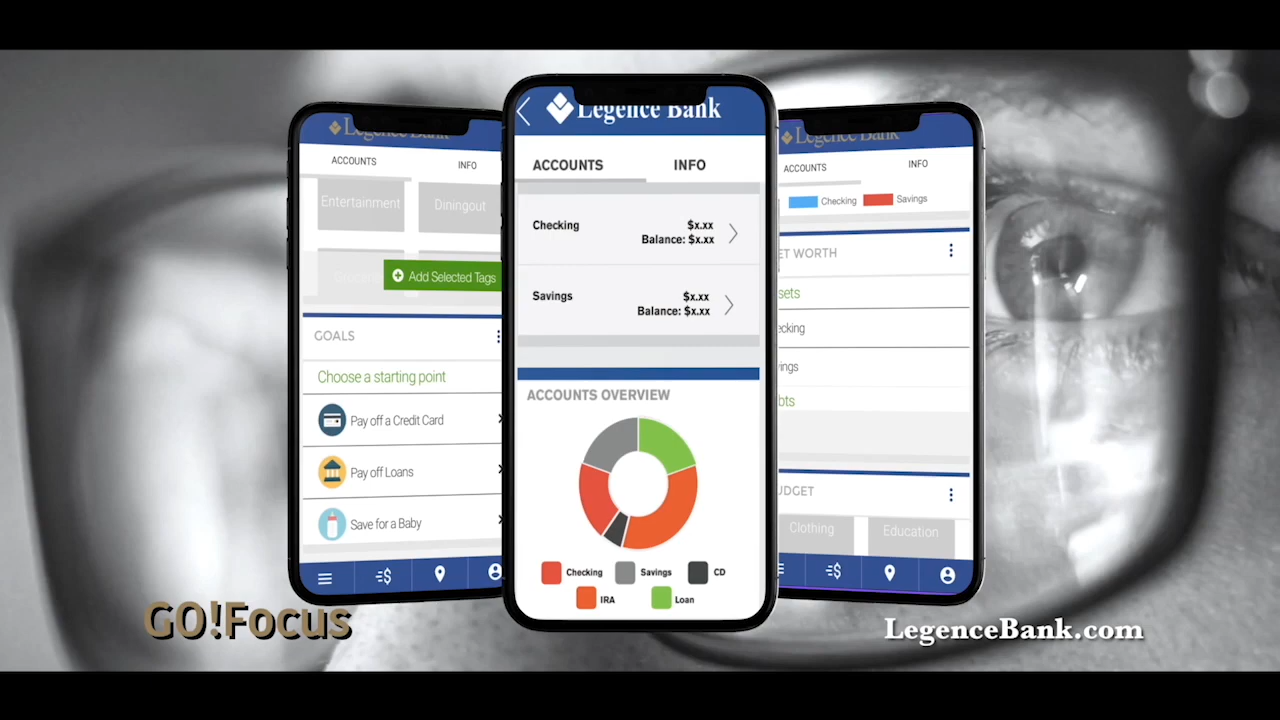 Legence Bank
ACCOUNTS
INFO
Entertainment
Diningout
Add Selected Tags
GOALS
Choose a starting point
Pay off a Credit Card
Pay off Loans
Save for a Baby
Legence Bank
ACCOUNTS
INFO
Checking
$x.xx
Balance: $x.xx
Savings
$x.xx
Balance: $x.xx
ACCOUNTS OVERVIEW
Checking
Savings
CD
IRA
Loan
Legence Bank
ACCOUNTS
INFO
Checking
Savings
ET WORTH
sets
cking
ings
bts
UDGET
Clothing
Education
GO!Focus
LegenceBank.com